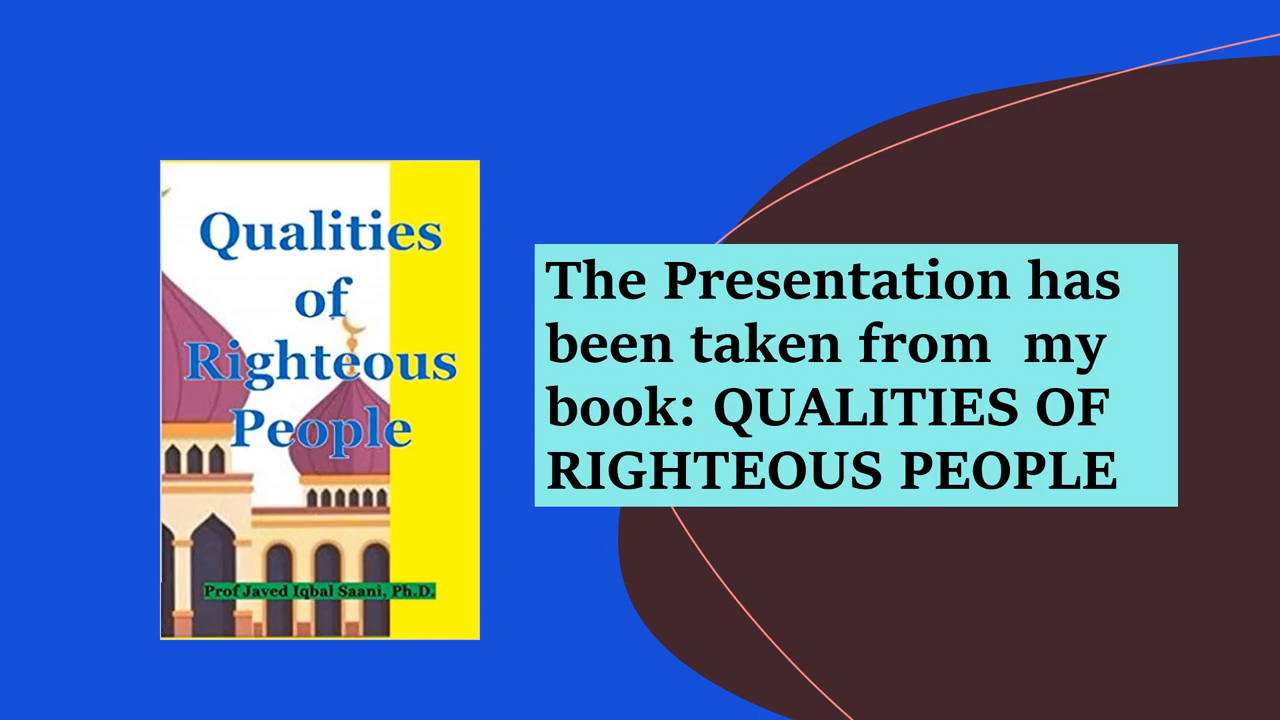 Qualities
of
Righteous
People
Prof Javed Iqbal Saani, Ph.D.
The Presentation has
been taken from  my
book: QUALITIES OF
RIGHTEOUS PEOPLE